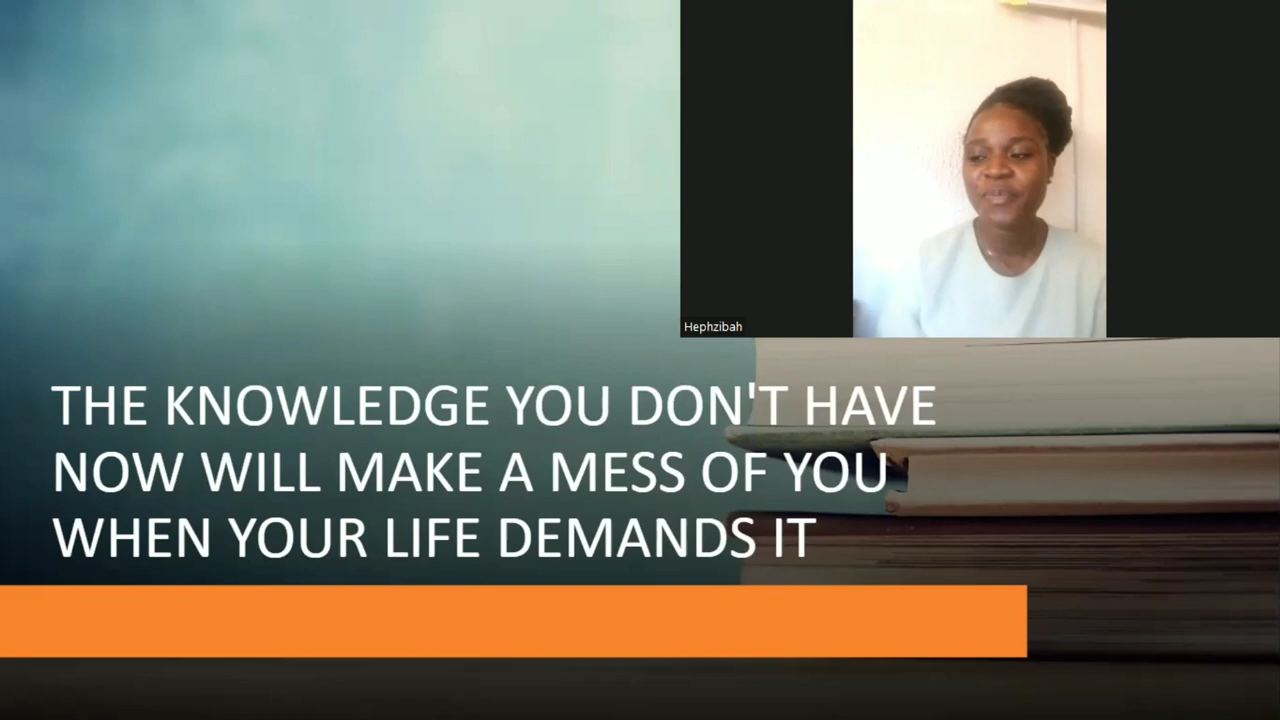 Hephzibah
THE KNOWLEDGE YOU DON'T HAVE
NOW WILL MAKE A MESS OF YOU
WHEN YOUR LIFE DEMANDS IT